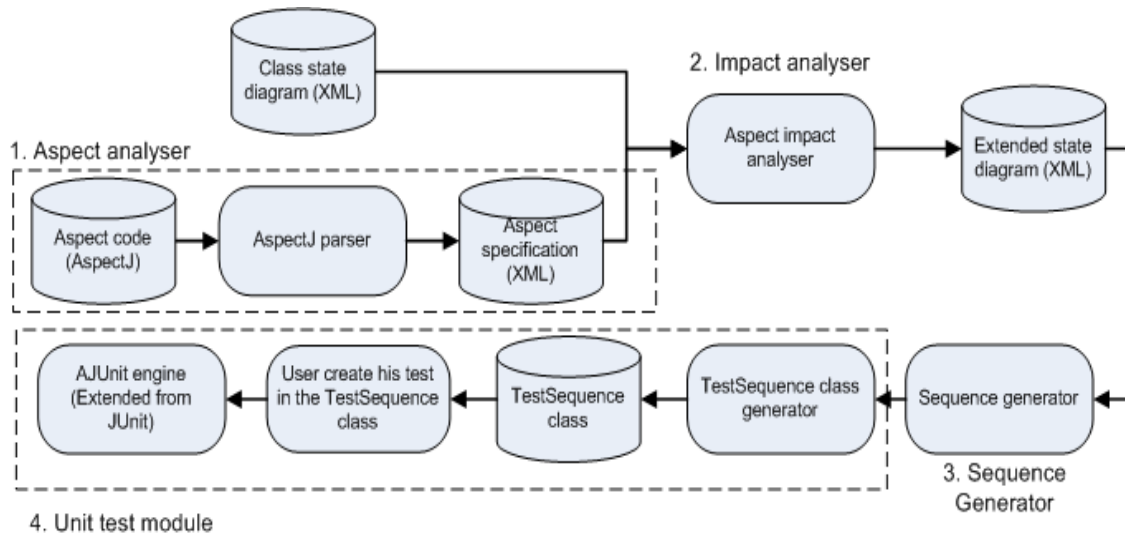 Class state
diagram (XML)
2. Impact analyser
Aspect impact
analyser
Extended state
diagram (XML)
1. Aspect analyser
Aspect code
(AspectJ)
AspectJ parser
Aspect
specification
(XML)
AJUnit engine
(Extended from
JUnit)
User create his test
in the TestSequence
class
TestSequence
class
TestSequence class
generator
Sequence generator
3. Sequence
Generator
4. Unit test module